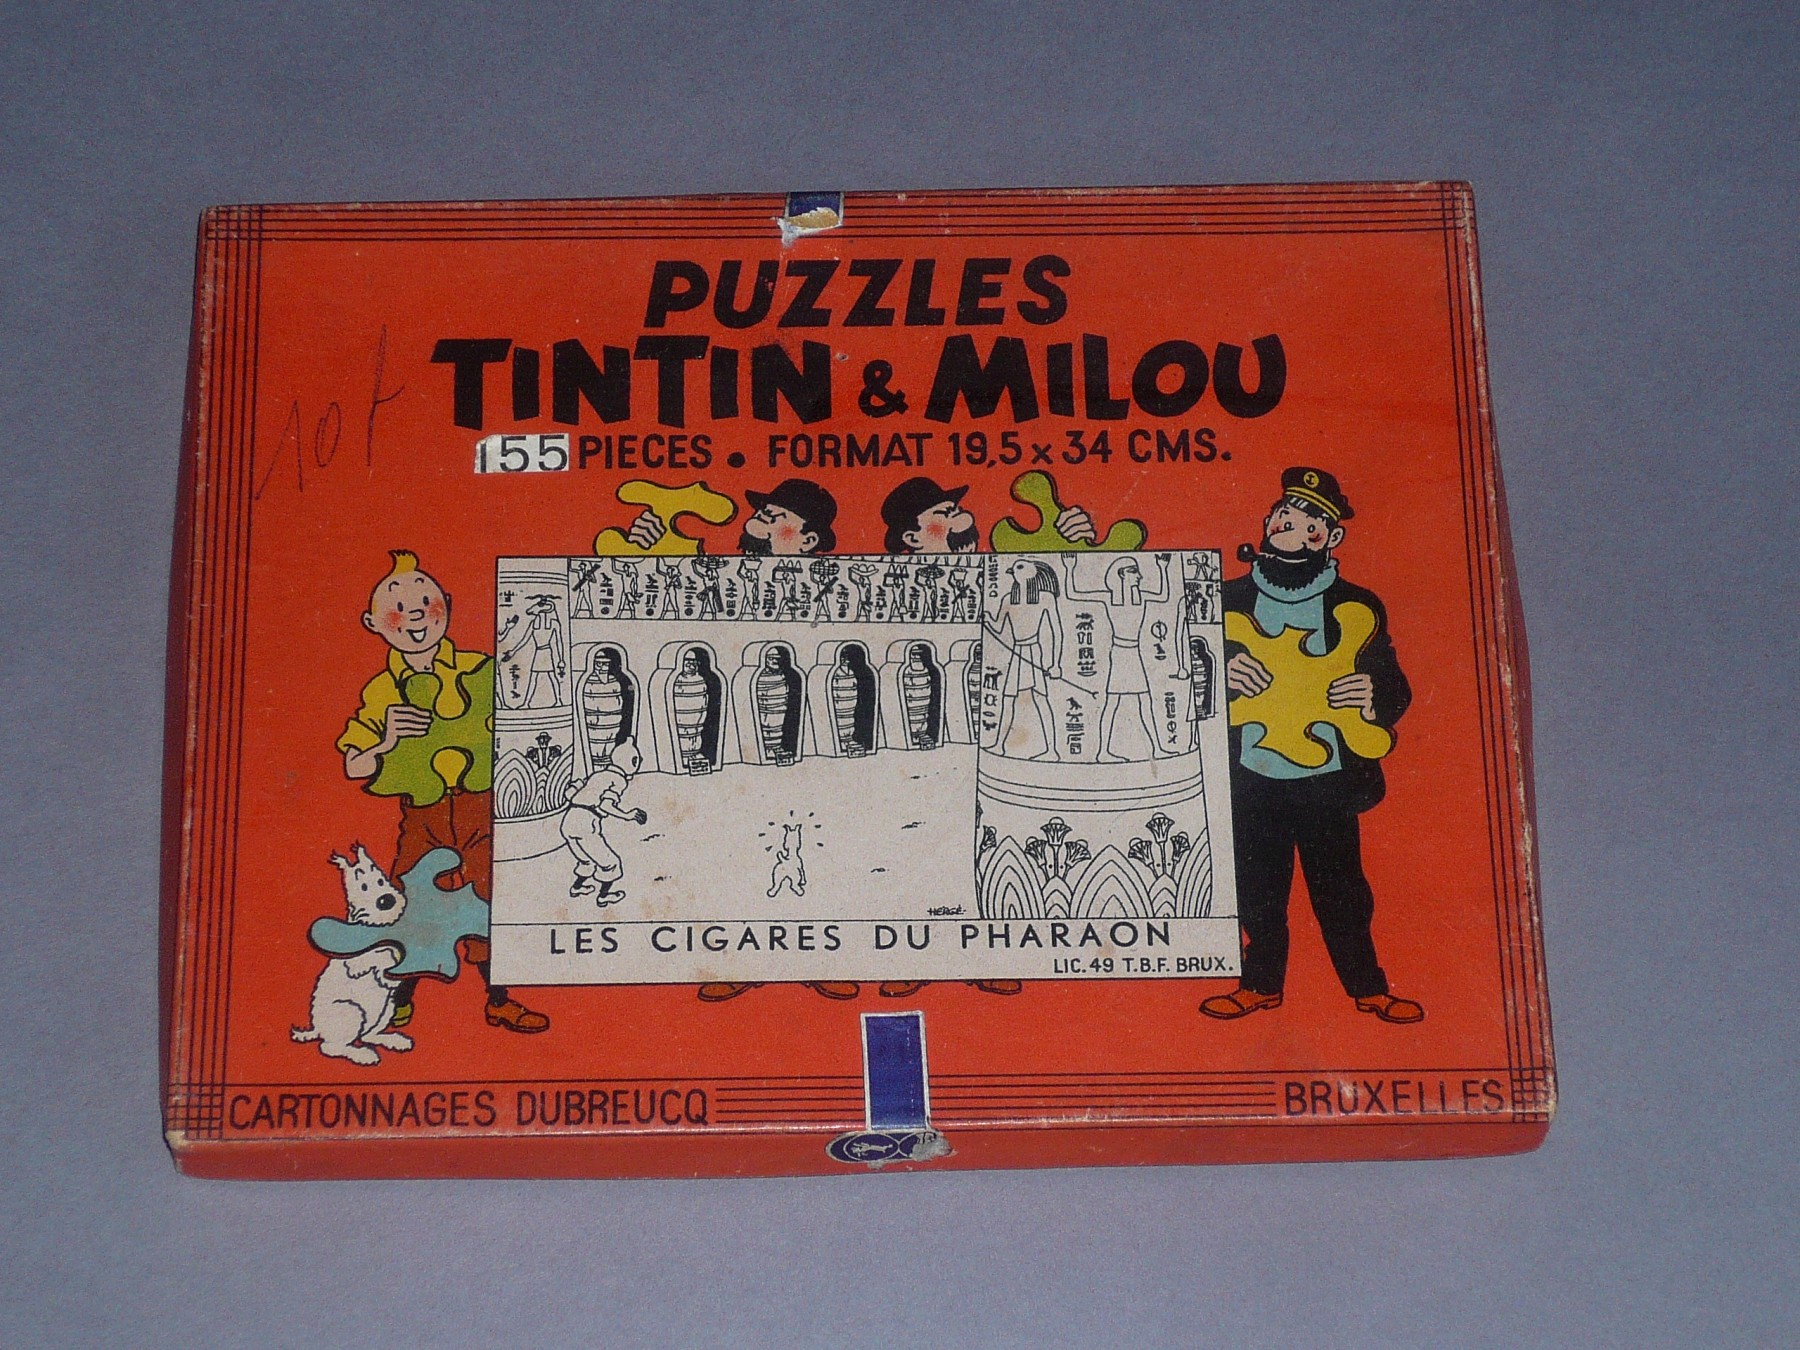 PUZZLES
TINTIN & MILOU
155 PIECES . FORMAT 19,5 x 34 CMS.
10f
HERGÉ
LES CIGARES DU PHARAON
LIC. 49 T.B.F. BRUX.
CARTONNAGES DUBREUCQ BRUXELLES